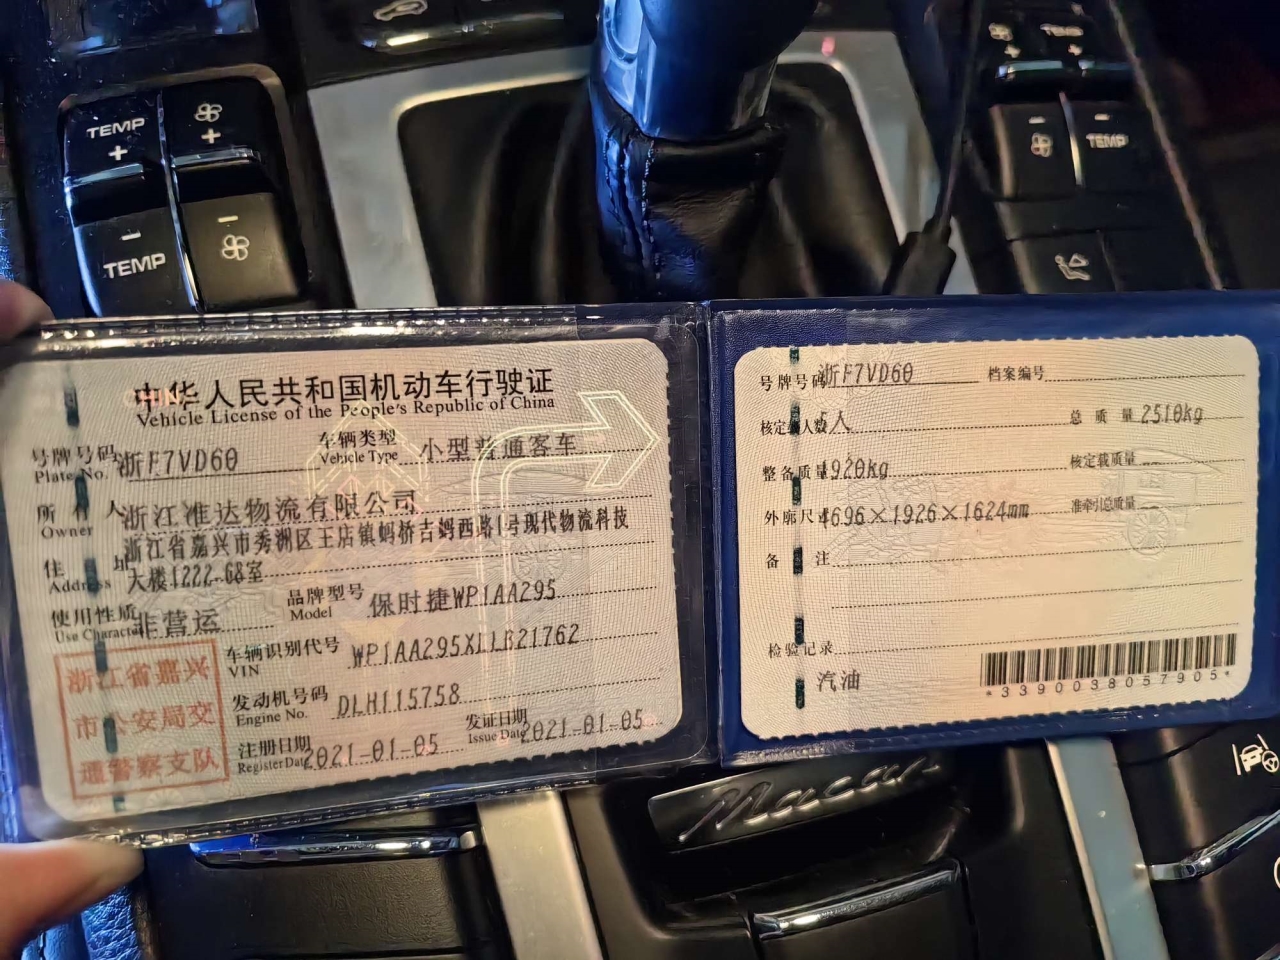 TEMP
+
+
-
TEMP
-
TEMP
+
+
-
-
TEMP
中华人民共和国机动车行驶证
Vehicle License of the People's Republic of China
号牌号码 浙F7VD60 车辆类型 小型普通客车
Plate No. Vehicle Type
所有人 浙江准达物流有限公司
Owner
住址 浙江省嘉兴市秀洲区王店镇蚂桥吉蚂西路1号现代物流科技
Address 大楼1222-68室
使用性质 非营运 品牌型号 保时捷WP1AA295
Use Character Model
浙江省嘉兴
市公安局交
通警察支队
车辆识别代号 WP1AA295XLLB21762
VIN
发动机号码 DLH115758
Engine No.
注册日期 2021-01-05 发证日期 2021-01-05
Register Date Issue Date
号牌号码 浙F7VD60 档案编号
核定载人数 5人 总质量 2510kg
整备质量 1920kg 核定载质量 --
外廓尺寸 4696×1926×1624mm 准牵引总质量 --
备注
检验记录
汽油
*3390038057905*
Macan